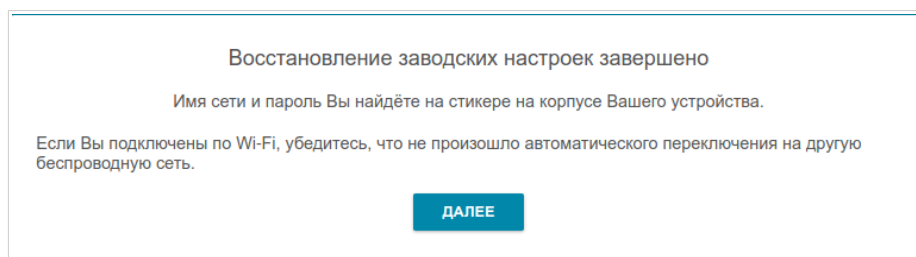 Восстановление заводских настроек завершено
Имя сети и пароль Вы найдёте на стикере на корпусе Вашего устройства.
Если Вы подключены по Wi-Fi, убедитесь, что не произошло автоматического переключения на другую
беспроводную сеть.
ДАЛЕЕ